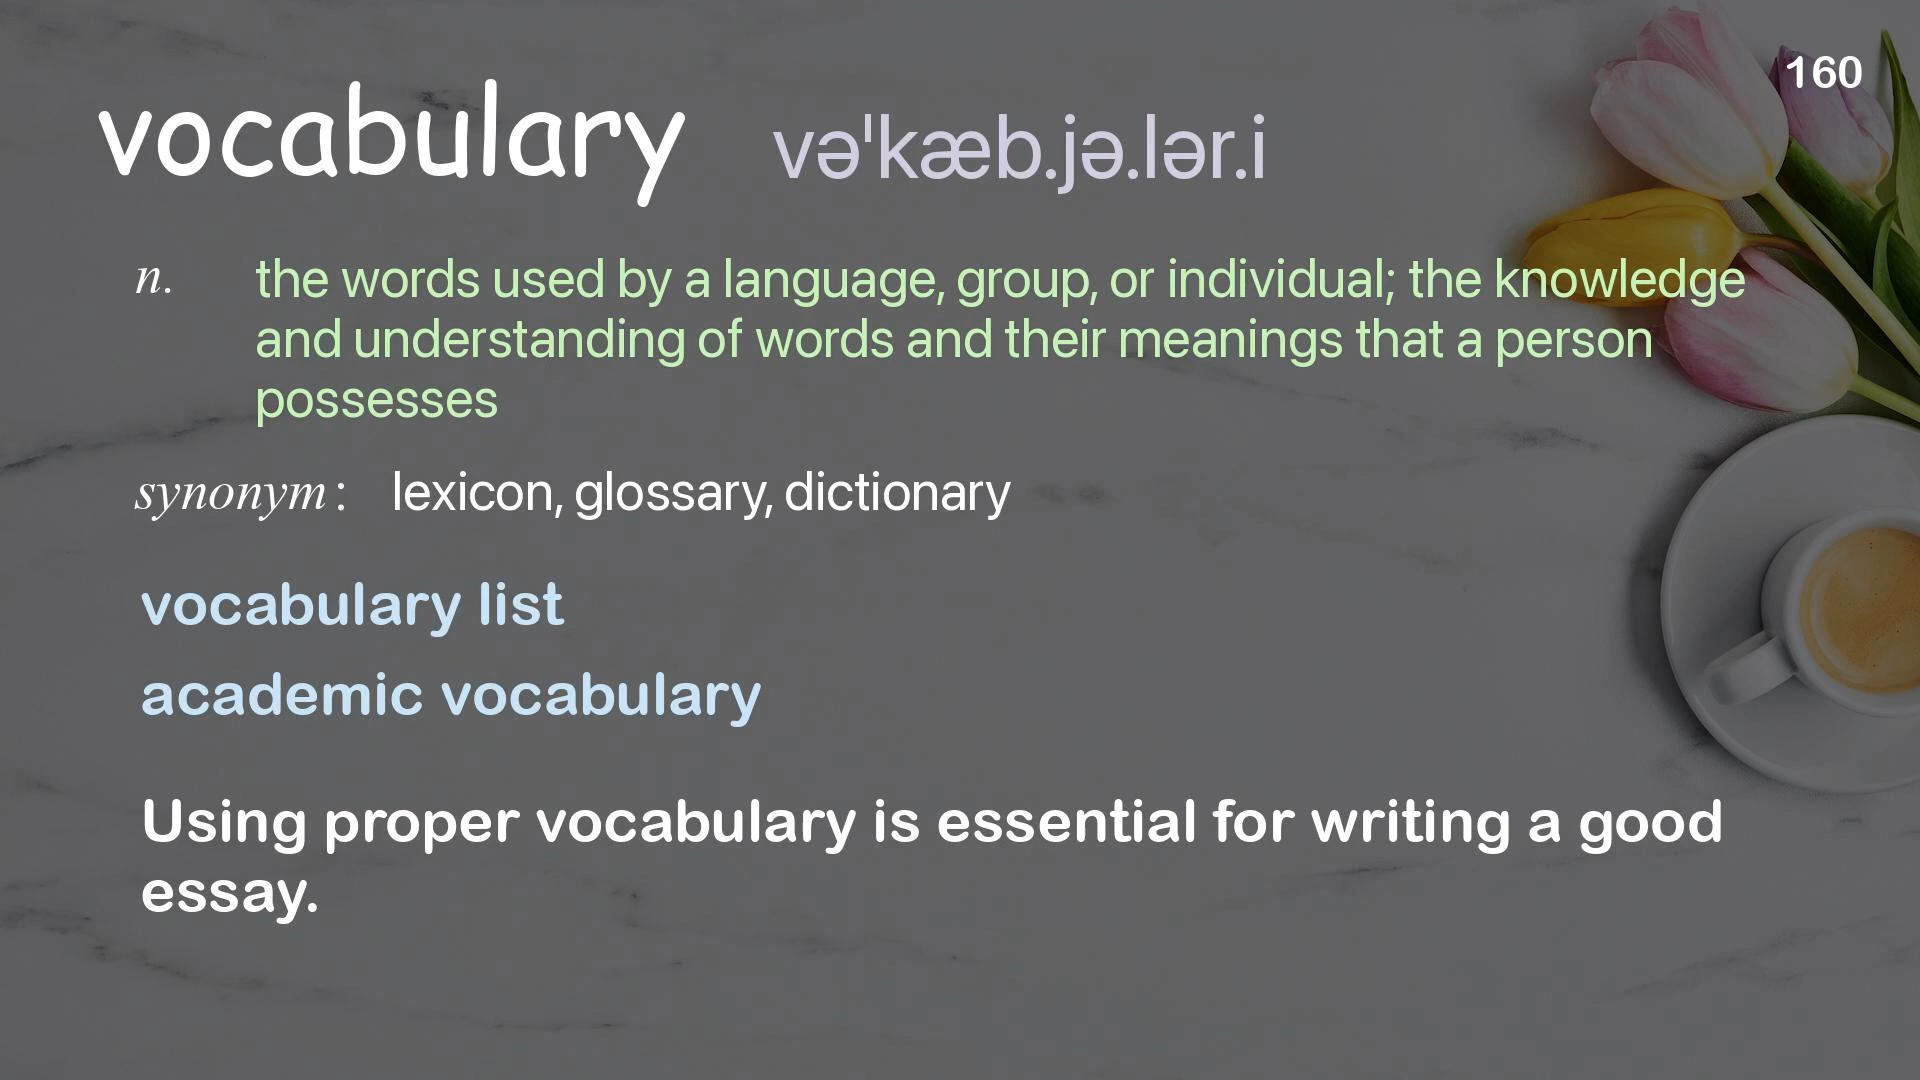 160
vocabulary vəˈkæb.jə.lər.i
n. the words used by a language, group, or individual; the knowledge
and understanding of words and their meanings that a person
possesses
synonym: lexicon, glossary, dictionary
vocabulary list
academic vocabulary
Using proper vocabulary is essential for writing a good
essay.